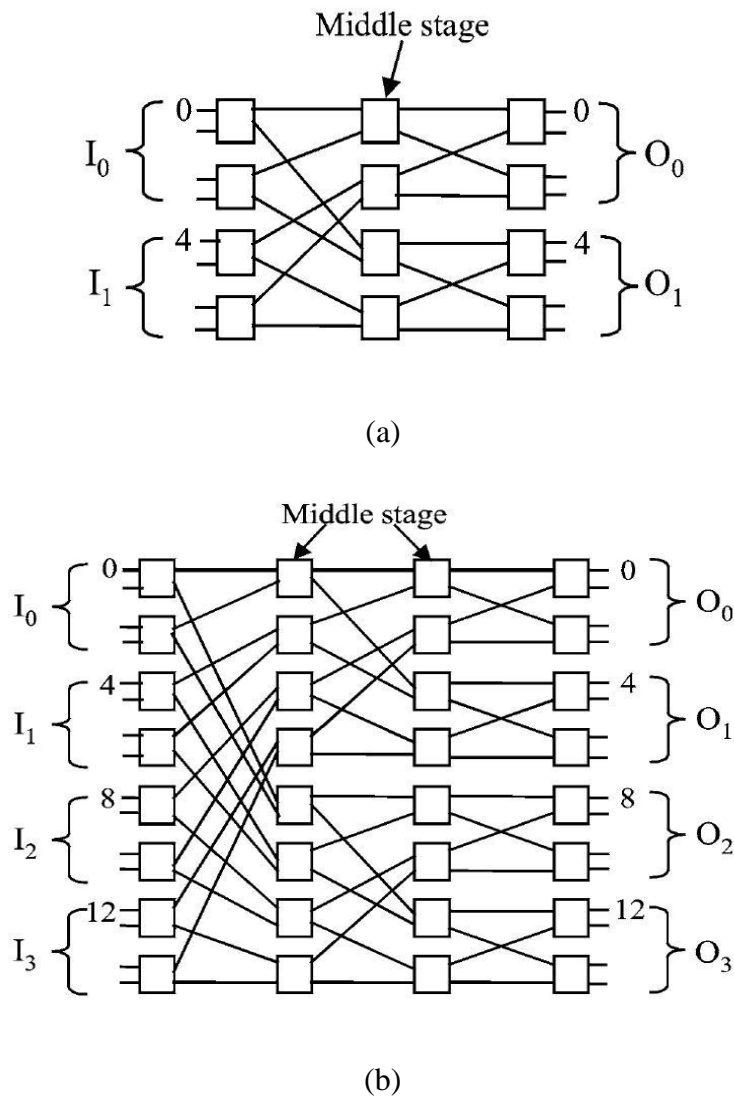 Middle stage
0 0
I0 O0
4 4
I1 O1
(a)
Middle stage
0 0
I0 O0
4 4
I1 O1
8 8
I2 O2
12 12
I3 O3
(b)